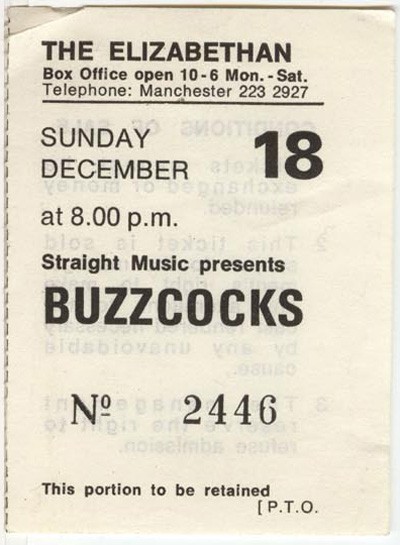 THE ELIZABETHAN
Box Office open 10-6 Mon.-Sat.
Telephone: Manchester 223 2927
SUNDAY
DECEMBER 18
at 8.00 p.m.
Straight Music presents
BUZZCOCKS
Nº 2446
This portion to be retained
[P.T.O.